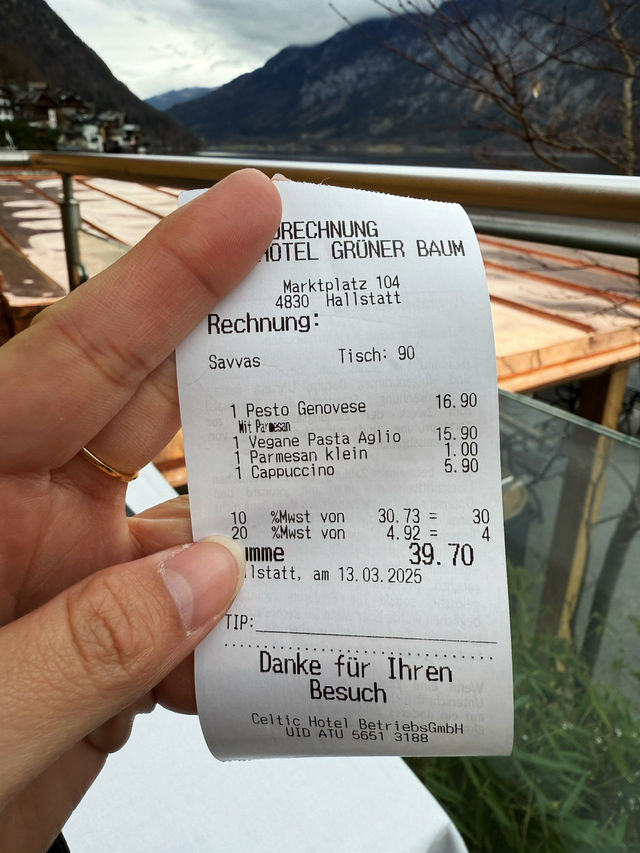 RECHNUNG
HOTEL GRÜNER BAUM
Marktplatz 104
4830 Hallstatt
Rechnung:
Savvas Tisch: 90
1 Pesto Genovese 16.90
Mit Parmesan
1 Vegane Pasta Aglio 15.90
1 Parmesan klein 1.00
1 Cappuccino 5.90
10 %Mwst von 30.73 = 30
20 %Mwst von 4.92 = 4
mme 39.70
llstatt, am 13.03.2025
TIP:
Danke für Ihren
Besuch
Celtic Hotel BetriebsGmbH
UID ATU 5651 3188